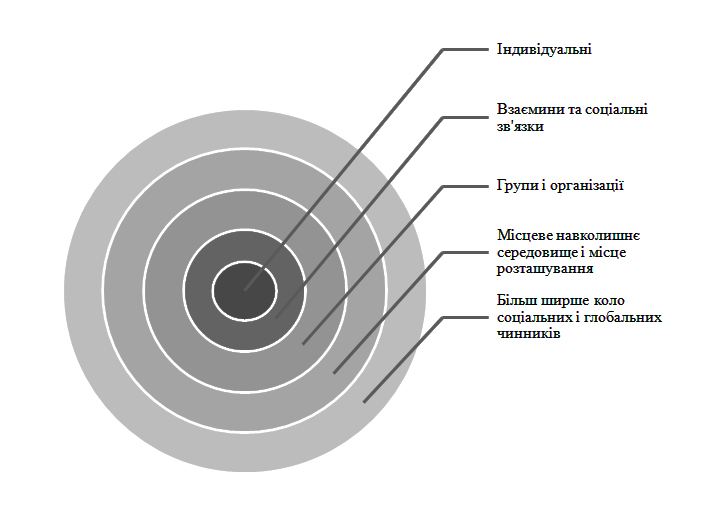 Індивідуальні
Взаємини та соціальні
зв'язки
Групи і організації
Місцеве навколишнє
середовище і місце
розташування
Більш ширше коло
соціальних і глобальних
чинників